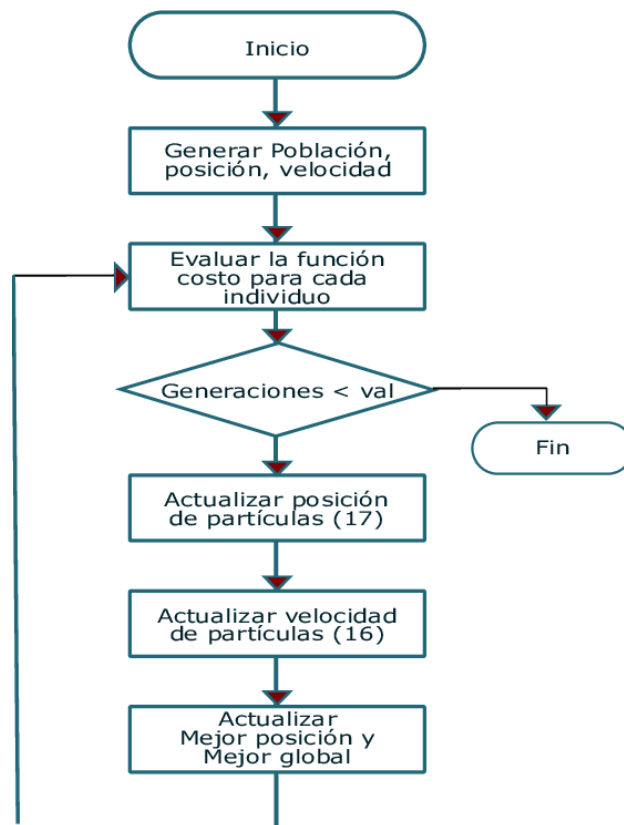 Inicio
Generar Población,
posición, velocidad
Evaluar la función
costo para cada
individuo
Generaciones < val
Fin
Actualizar posición
de partículas (17)
Actualizar velocidad
de partículas (16)
Actualizar
Mejor posición y
Mejor global